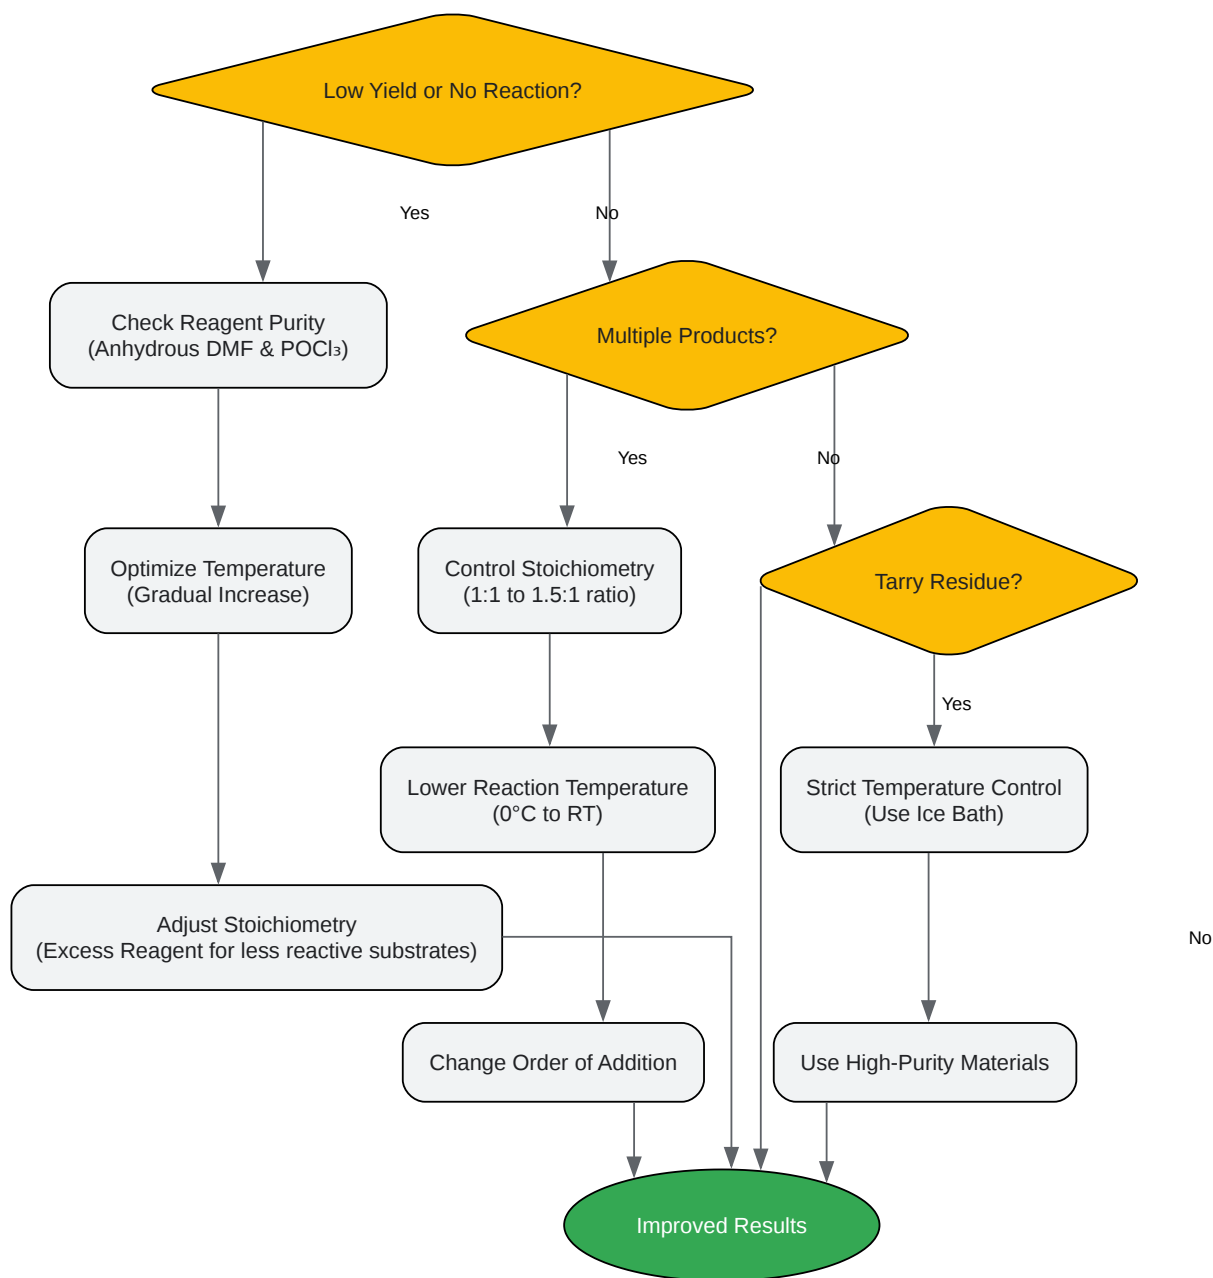 Low Yield or No Reaction?
Yes
No
Check Reagent Purity
(Anhydrous DMF & POCl₃)
Multiple Products?
Yes
No
Optimize Temperature
(Gradual Increase)
Control Stoichiometry
(1:1 to 1.5:1 ratio)
Tarry Residue?
Yes
Lower Reaction Temperature
(0°C to RT)
Strict Temperature Control
(Use Ice Bath)
Adjust Stoichiometry
(Excess Reagent for less reactive substrates)
No
Change Order of Addition
Use High-Purity Materials
Improved Results